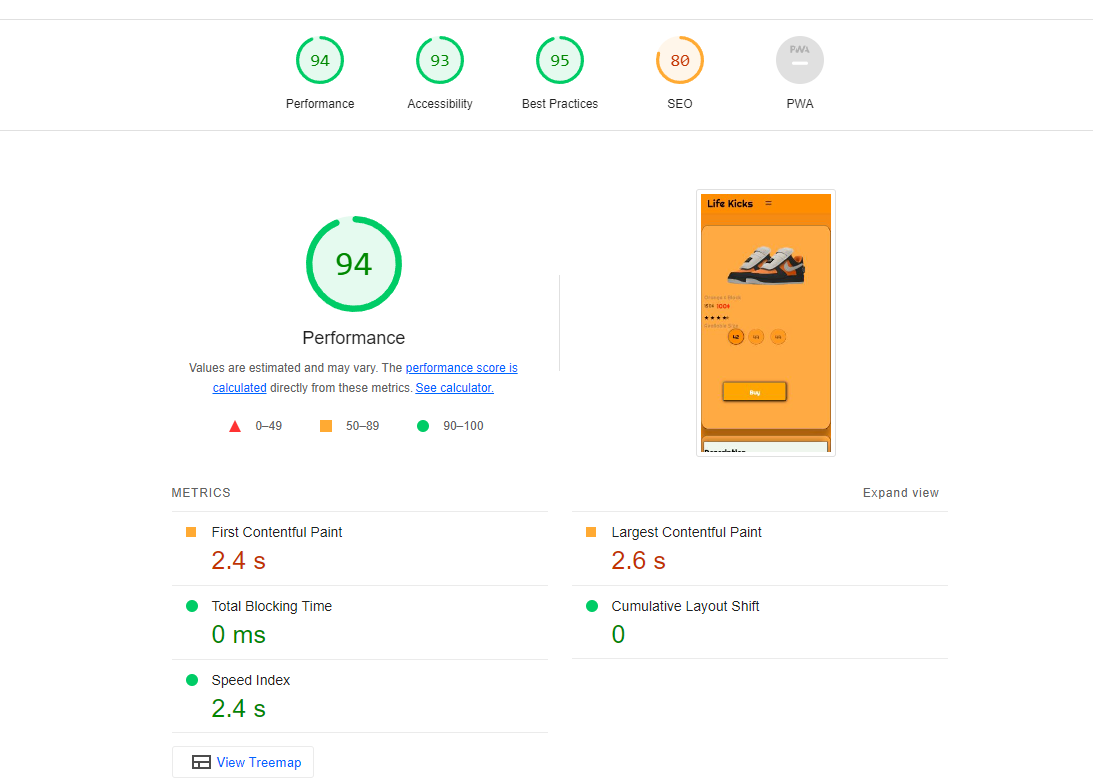 94
93
95
80
PWA
Performance
Accessibility
Best Practices
SEO
PWA
94
Performance
Values are estimated and may vary. The performance score is
calculated directly from these metrics. See calculator.
0–49
50–89
90–100
Life Kicks
100€
42
Buy
Description
METRICS
Expand view
First Contentful Paint
2.4 s
Largest Contentful Paint
2.6 s
Total Blocking Time
0 ms
Cumulative Layout Shift
0
Speed Index
2.4 s
View Treemap